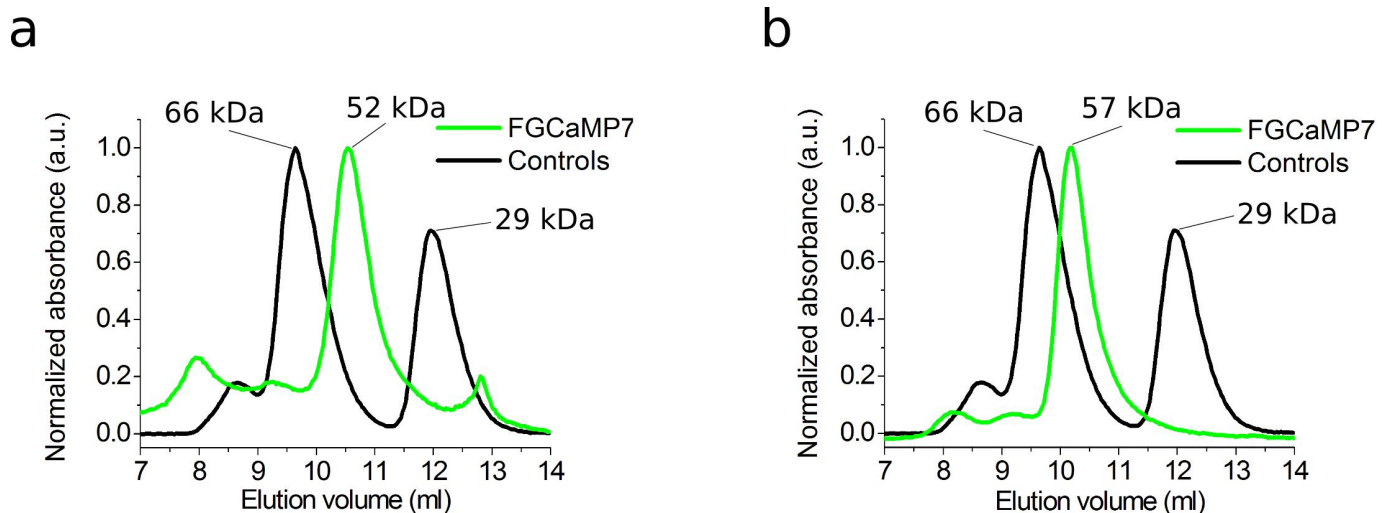 a
66 kDa
52 kDa
FGCaMP7
Controls
29 kDa
1.0
0.8
0.6
0.4
0.2
0.0
Normalized absorbance (a.u.)
7 8 9 10 11 12 13 14
Elution volume (ml)
b
66 kDa
57 kDa
FGCaMP7
Controls
29 kDa
1.0
0.8
0.6
0.4
0.2
0.0
Normalized absorbance (a.u.)
7 8 9 10 11 12 13 14
Elution volume (ml)